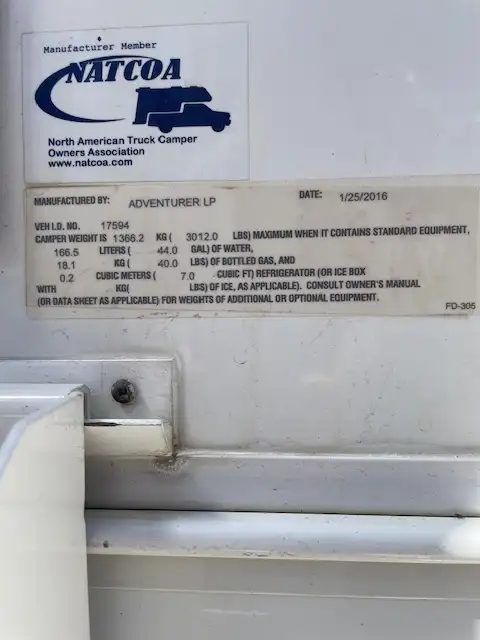 Manufacturer Member
NATCOA
North American Truck Camper
Owners Association
www.natcoa.com
MANUFACTURED BY: ADVENTURER LP DATE: 1/25/2016
VEH I.D. NO. 17594
CAMPER WEIGHT IS 1366.2 KG ( 3012.0 LBS) MAXIMUM WHEN IT CONTAINS STANDARD EQUIPMENT,
166.5 LITERS ( 44.0 GAL) OF WATER,
18.1 KG ( 40.0 LBS) OF BOTTLED GAS, AND
0.2 CUBIC METERS ( 7.0 CUBIC FT) REFRIGERATOR (OR ICE BOX
WITH KG( LBS) OF ICE, AS APPLICABLE). CONSULT OWNER'S MANUAL
(OR DATA SHEET AS APPLICABLE) FOR WEIGHTS OF ADDITIONAL OR OPTIONAL EQUIPMENT.
FD-305